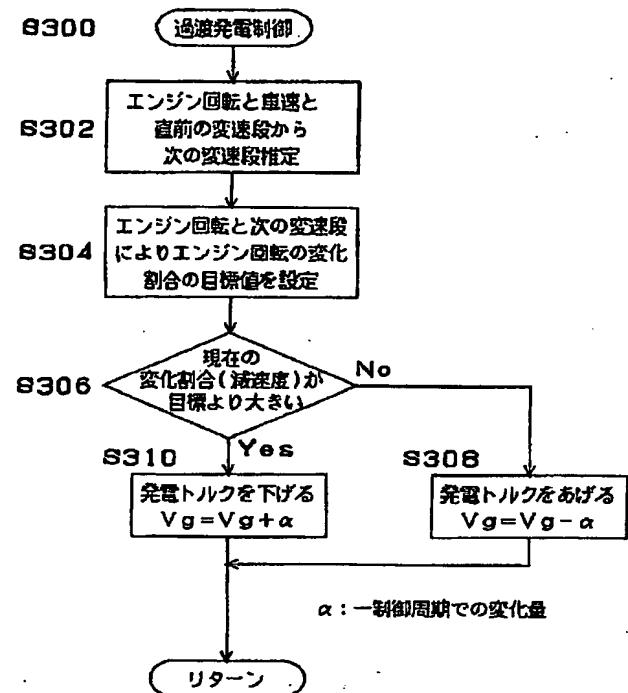 S300
過渡発電制御
S302
エンジン回転と車速と
直前の変速段から
次の変速段推定
S304
エンジン回転と次の変速段
によりエンジン回転の変化
割合の目標値を設定
S306
現在の
変化割合(減速度)が
目標より大きい
No
Yes
S310
発電トルクを下げる
Vg=Vg+α
S308
発電トルクをあげる
Vg=Vg-α
α:一制御周期での変化量
リターン